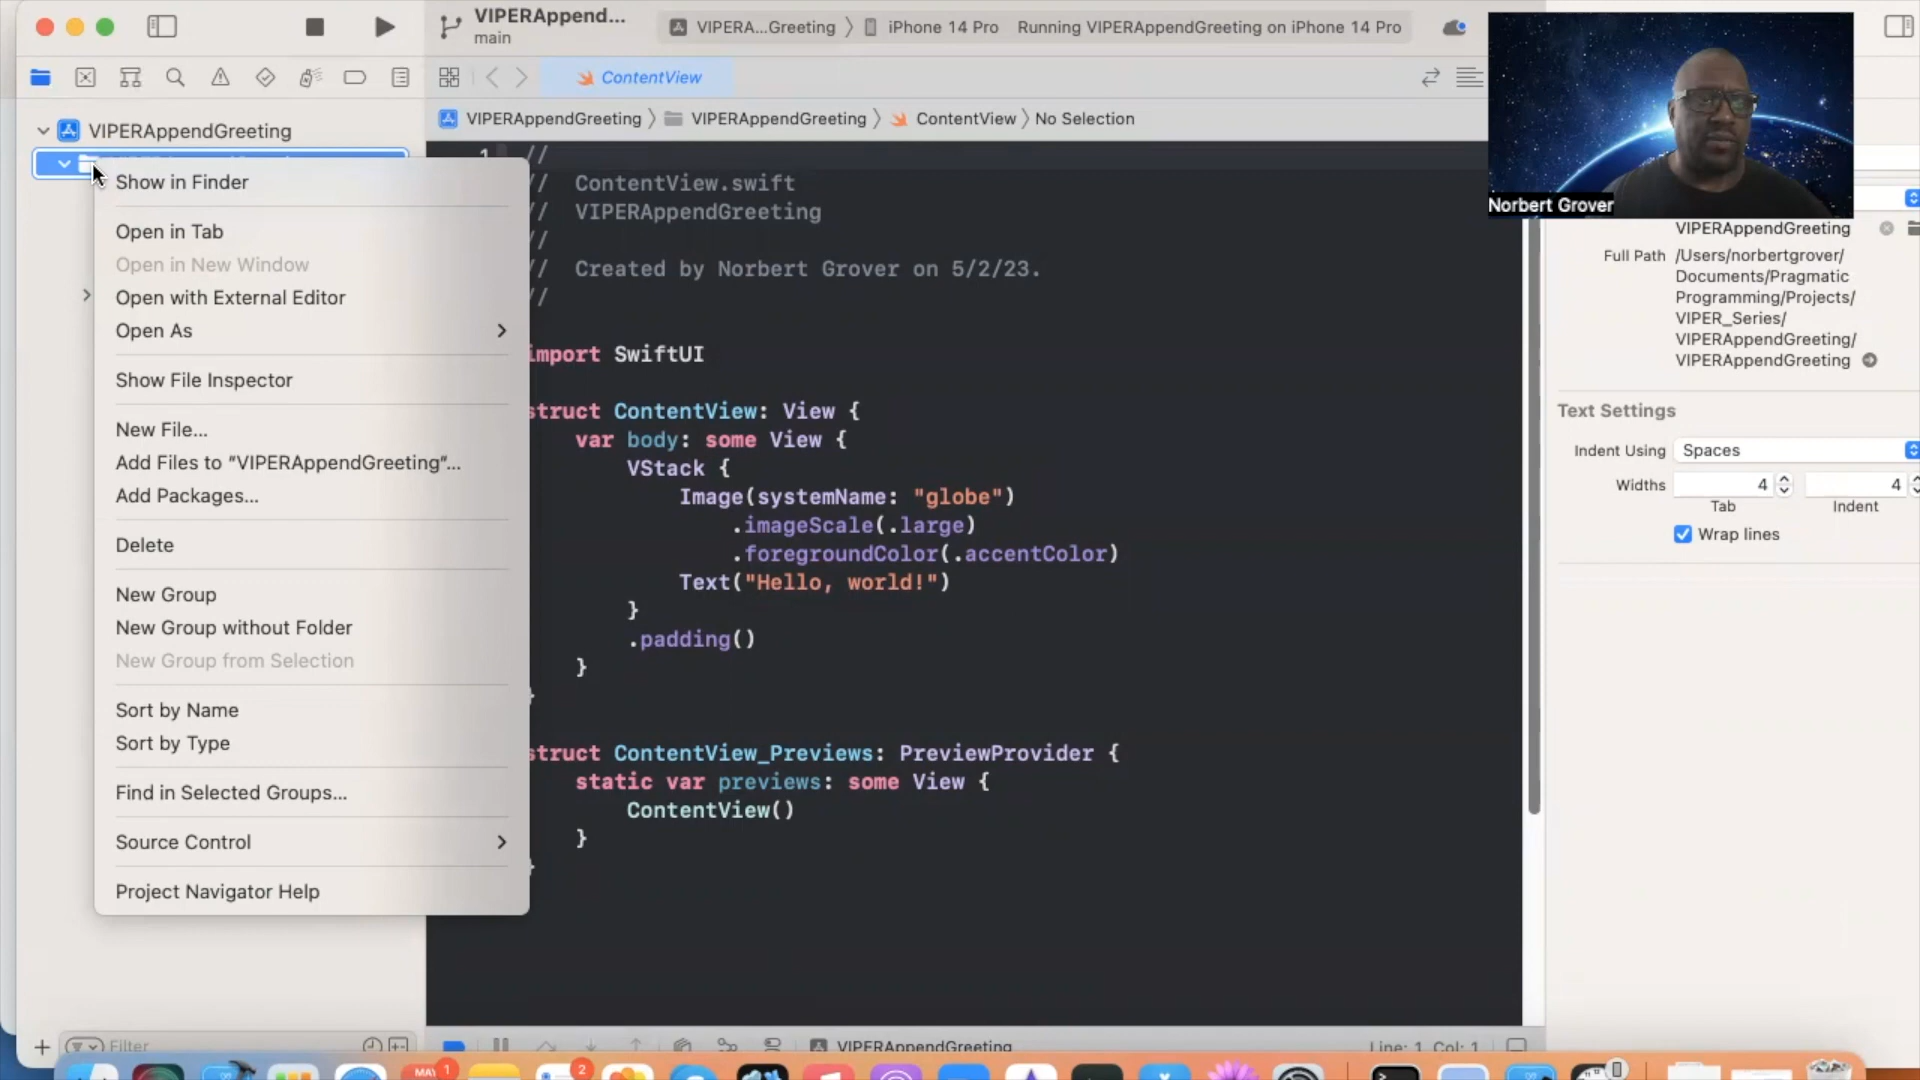 VIPERAppend...
main
VIPERA...Greeting
iPhone 14 Pro
Running VIPERAppendGreeting on iPhone 14 Pro
ContentView
VIPERAppendGreeting
VIPERAppendGreeting
VIPERAppendGreeting
ContentView
No Selection
Show in Finder
Open in Tab
Open in New Window
Open with External Editor
Open As
Show File Inspector
New File...
Add Files to “VIPERAppendGreeting”...
Add Packages...
Delete
New Group
New Group without Folder
New Group from Selection
Sort by Name
Sort by Type
Find in Selected Groups...
Source Control
Project Navigator Help
Filter
1 //
// ContentView.swift
// VIPERAppendGreeting
//
// Created by Norbert Grover on 5/2/23.
//
import SwiftUI
struct ContentView: View {
var body: some View {
VStack {
Image(systemName: "globe")
.imageScale(.large)
.foregroundColor(.accentColor)
Text("Hello, world!")
}
.padding()
}
}
struct ContentView_Previews: PreviewProvider {
static var previews: some View {
ContentView()
}
}
VIPERAppendGreeting
Line: 1 Col: 1
Norbert Grover
VIPERAppendGreeting
Full Path /Users/norbertgrover/
Documents/Pragmatic
Programming/Projects/
VIPER_Series/
VIPERAppendGreeting/
VIPERAppendGreeting
Text Settings
Indent Using Spaces
Widths 4 4
Tab Indent
Wrap lines
MAY 1
2